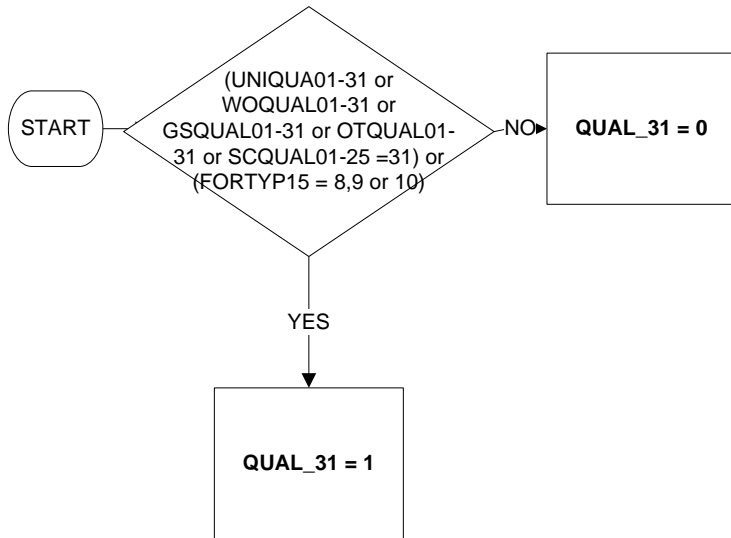 START
(UNIQUA01-31 or
WOQUAL01-31 or
GSQUAL01-31 or OTQUAL01-
31 or SCQUAL01-25 =31) or
(FORTYP15 = 8,9 or 10)
NO
QUAL_31 = 0
YES
QUAL_31 = 1